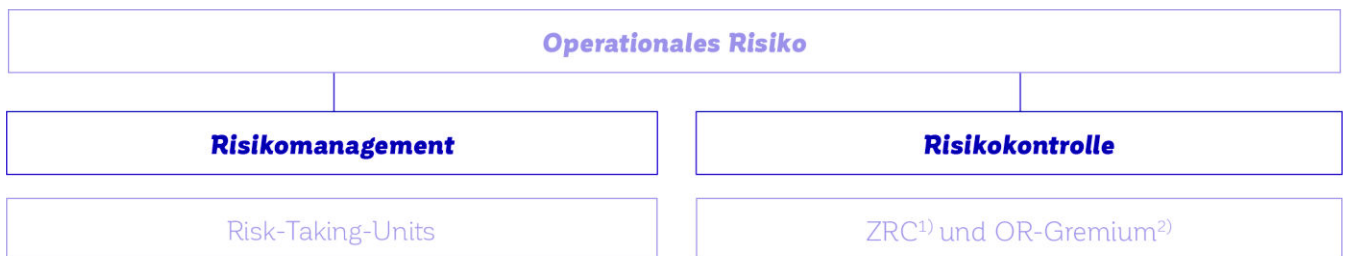 Operationales Risiko
Risikomanagement
Risikokontrolle
Risk-Taking-Units
ZRC1) und OR-Gremium2)